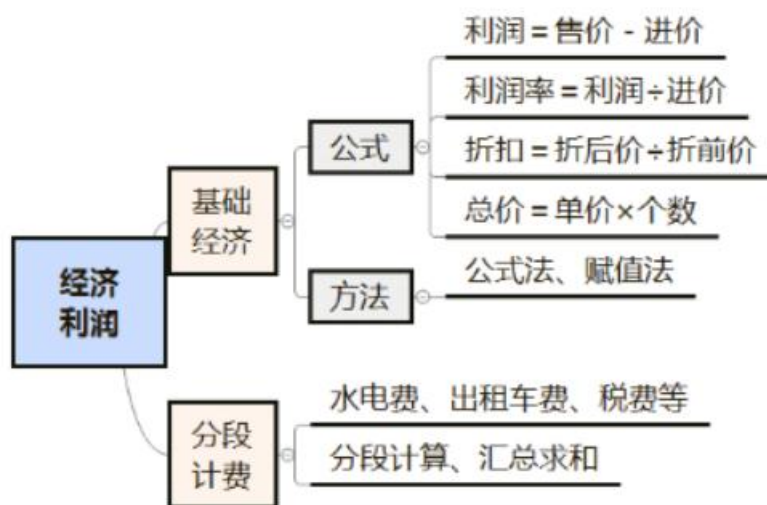 经济
利润
基础
经济
公式
利润=售价-进价
利润率=利润÷进价
折扣=折后价÷折前价
总价=单价×个数
方法
公式法、赋值法
分段
计费
水电费、出租车费、税费等
分段计算、汇总求和